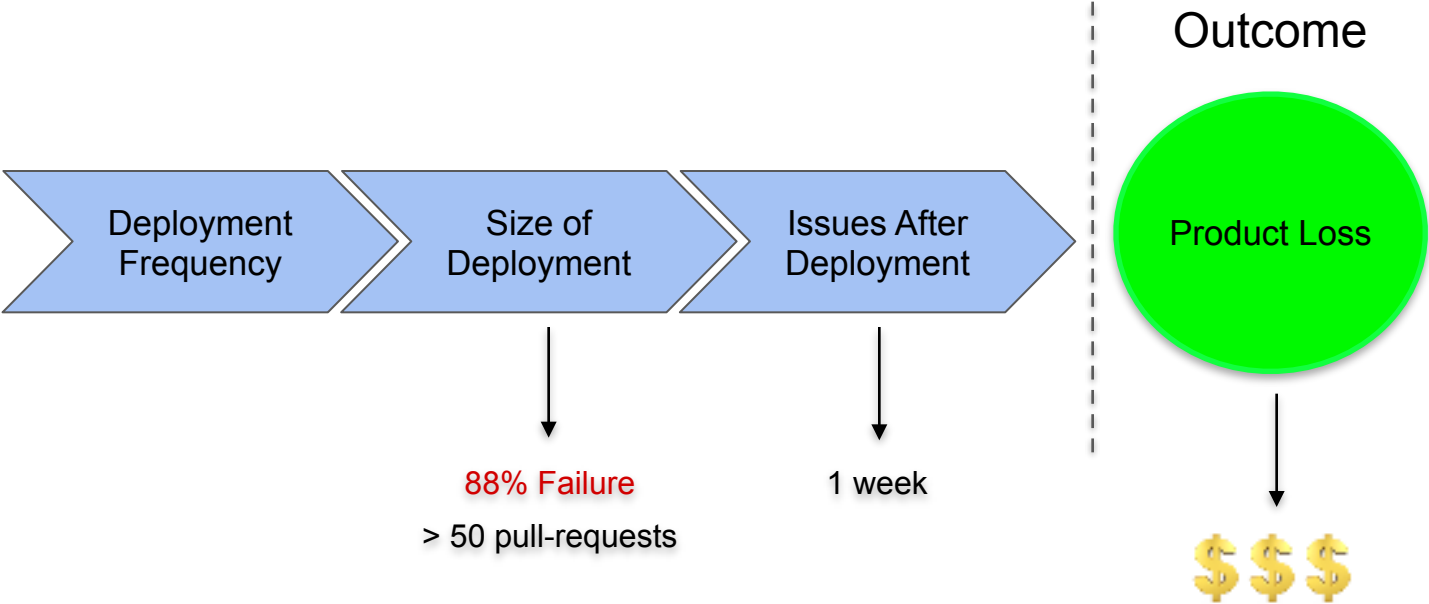 Outcome
Deployment
Frequency
Size of
Deployment
Issues After
Deployment
Product Loss
88% Failure
> 50 pull-requests
1 week
$$$